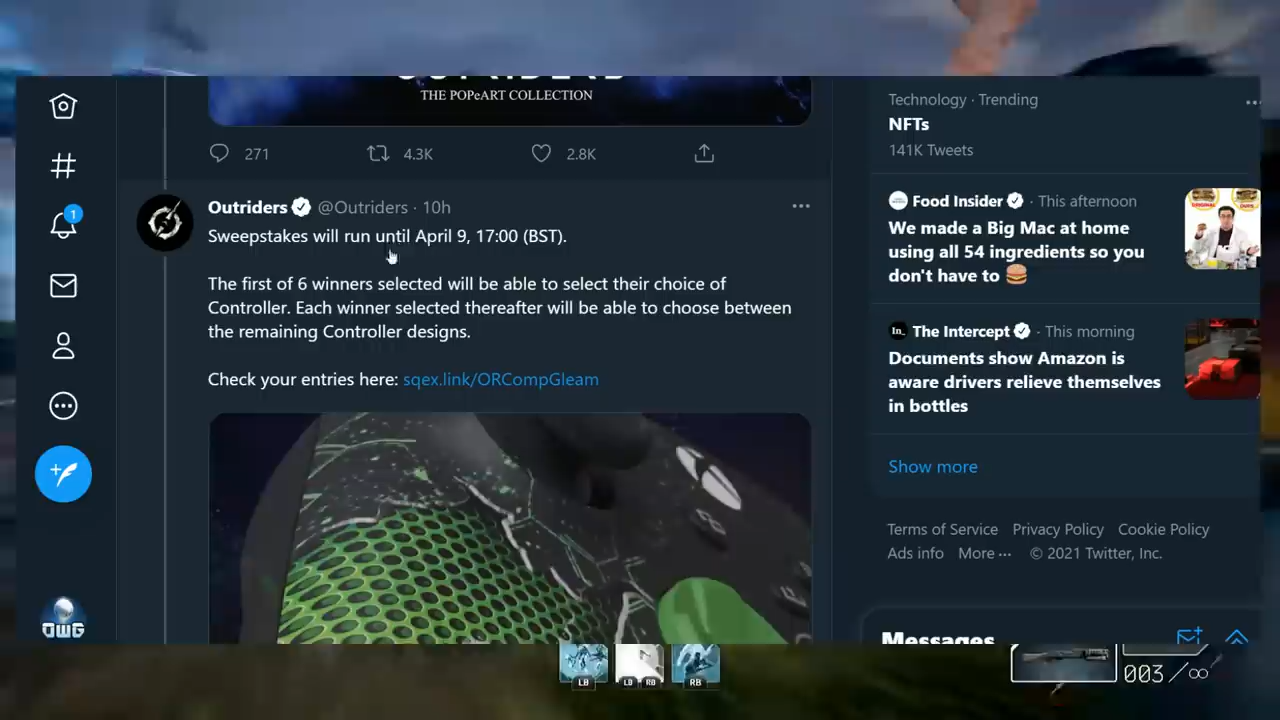 THE POPeART COLLECTION
271
4.3K
2.8K
Outriders @Outriders · 10h
Sweepstakes will run until April 9, 17:00 (BST).
The first of 6 winners selected will be able to select their choice of
Controller. Each winner selected thereafter will be able to choose between
the remaining Controller designs.
Check your entries here: sqex.link/ORCompGleam
1
OWG
Technology · Trending
NFTs
141K Tweets
Food Insider · This afternoon
We made a Big Mac at home
using all 54 ingredients so you
don't have to
In. The Intercept · This morning
Documents show Amazon is
aware drivers relieve themselves
in bottles
Show more
Terms of Service Privacy Policy Cookie Policy
Ads info More ··· © 2021 Twitter, Inc.
Messages
LB
LB RB
RB
003/∞